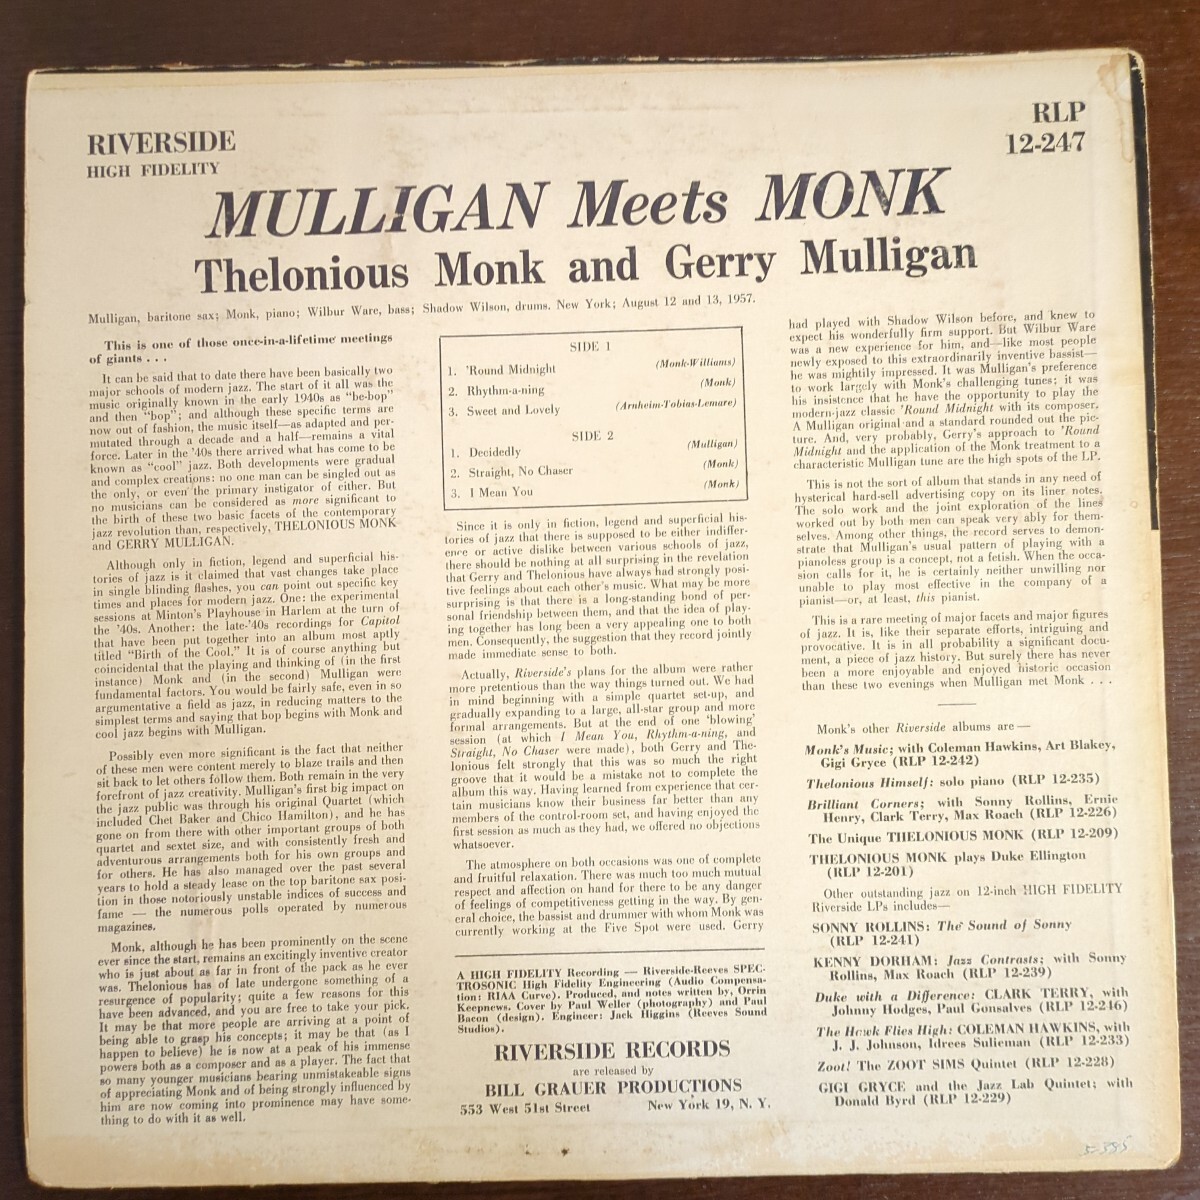 RIVERSIDE
HIGH FIDELITY
RLP
12-247
MULLIGAN Meets MONK
Thelonious Monk and Gerry Mulligan
Mulligan, baritone sax; Monk, piano; Wilbur Ware, bass; Shadow Wilson, drums. New York; August 12 and 13, 1957.
This is one of those once-in-a-lifetime meetings
of giants . . .
It can be said that to date there have been basically two
major schools of modern jazz. The start of it all was the
music originally known in the early 1940s as "be-bop"
and then "bop"; and although these specific terms are
now out of fashion, the music itself—as adapted and per-
mutated through a decade and a half—remains a vital
force. Later in the '40s there arrived what has come to be
known as "cool" jazz. Both developments were gradual
and complex creations: no one man can be singled out as
the only, or even the primary instigator of either. But
no musicians can be considered as more significant to
the birth of these two basic facets of the contemporary
jazz revolution than, respectively, THELONIOUS MONK
and GERRY MULLIGAN.
Although only in fiction, legend and superficial his-
tories of jazz is it claimed that vast changes take place
in single blinding flashes, you can point out specific key
times and places for modern jazz. One: the experimental
sessions at Minton's Playhouse in Harlem at the turn of
the '40s. Another: the late-'40s recordings for Capitol
that have been put together into an album most aptly
titled "Birth of the Cool." It is of course anything but
coincidental that the playing and thinking of (in the first
instance) Monk and (in the second) Mulligan were
fundamental factors. You would be fairly safe, even in so
argumentative a field as jazz, in reducing matters to the
simplest terms and saying that bop begins with Monk and
cool jazz begins with Mulligan.
Possibly even more significant is the fact that neither
of these men were content merely to blaze trails and then
sit back to let others follow them. Both remain in the very
forefront of jazz creativity. Mulligan's first big impact on
the jazz public was through his original Quartet (which
included Chet Baker and Chico Hamilton), and he has
gone on from there with other important groups of both
quartet and sextet size, and with consistently fresh and
adventurous arrangements both for his own groups and
for others. He has also managed over the past several
years to hold a steady lease on the top baritone sax posi-
tion in those notoriously unstable indices of success and
fame — the numerous polls operated by numerous
magazines.
Monk, although he has been prominently on the scene
ever since the start, remains an excitingly inventive creator
who is just about as far in front of the pack as he ever
was. Thelonious has of late undergone something of a
resurgence of popularity; quite a few reasons for this
have been advanced, and you are free to take your pick.
It may be that more people are arriving at a point of
being able to grasp his concepts; it may be that (as I
happen to believe) he is now at a peak of his immense
powers both as a composer and as a player. The fact that
so many younger musicians bearing unmistakeable signs
of appreciating Monk and of being strongly influenced by
him are now coming into prominence may have some-
thing to do with it as well.
SIDE 1
1. 'Round Midnight (Monk-Williams)
2. Rhythm-a-ning (Monk)
3. Sweet and Lovely (Arnheim-Tobias-Lemare)
SIDE 2
1. Decidedly (Mulligan)
2. Straight, No Chaser (Monk)
3. I Mean You (Monk)
Since it is only in fiction, legend and superficial his-
tories of jazz that there is supposed to be either indiffer-
ence or active dislike between various schools of jazz,
there should be nothing at all surprising in the revelation
that Gerry and Thelonious have always had strongly posi-
tive feelings about each other's music. What may be more
surprising is that there is a long-standing bond of per-
sonal friendship between them, and that the idea of play-
ing together has long been a very appealing one to both
men. Consequently, the suggestion that they record jointly
made immediate sense to both.
Actually, Riverside's plans for the album were rather
more pretentious than the way things turned out. We had
in mind beginning with a simple quartet set-up, and
gradually expanding to a large, all-star group and more
formal arrangements. But at the end of one 'blowing'
session (at which I Mean You, Rhythm-a-ning, and
Straight, No Chaser were made), both Gerry and The-
lonious felt strongly that this was so much the right
groove that it would be a mistake not to complete the
album this way. Having learned from experience that cer-
tain musicians know their business far better than any
members of the control-room set, and having enjoyed the
first session as much as they had, we offered no objections
whatsoever.
The atmosphere on both occasions was one of complete
and fruitful relaxation. There was much too much mutual
respect and affection on hand for there to be any danger
of feelings of competitiveness getting in the way. By gen-
eral choice, the bassist and drummer with whom Monk was
currently working at the Five Spot were used. Gerry
A HIGH FIDELITY Recording — Riverside-Reeves SPEC-
TROSONIC High Fidelity Engineering (Audio Compensa-
tion: RIAA Curve). Produced, and notes written by, Orrin
Keepnews. Cover by Paul Weller (photography) and Paul
Bacon (design). Engineer: Jack Higgins (Reeves Sound
Studios).
RIVERSIDE RECORDS
are released by
BILL GRAUER PRODUCTIONS
553 West 51st Street New York 19, N. Y.
had played with Shadow Wilson before, and knew to
expect his wonderfully firm support. But Wilbur Ware
was a new experience for him, and—like most people
newly exposed to this extraordinarily inventive bassist—
he was mightily impressed. It was Mulligan's preference
to work largely with Monk's challenging tunes; it was
his insistence that he have the opportunity to play the
modern-jazz classic 'Round Midnight with its composer.
A Mulligan original and a standard rounded out the pic-
ture. And, very probably, Gerry's approach to 'Round
Midnight and the application of the Monk treatment to a
characteristic Mulligan tune are the high spots of the LP.
This is not the sort of album that stands in any need of
hysterical hard-sell advertising copy on its liner notes.
The solo work and the joint exploration of the lines
worked out by both men can speak very ably for them-
selves. Among other things, the record serves to demon-
strate that Mulligan's usual pattern of playing with a
pianoless group is a concept, not a fetish. When the occa-
sion calls for it, he is certainly neither unwilling nor
unable to play most effective in the company of a
pianist—or, at least, this pianist.
This is a rare meeting of major facets and major figures
of jazz. It is, like their separate efforts, intriguing and
provocative. It is in all probability a significant docu-
ment, a piece of jazz history. But surely there has never
been a more enjoyable and enjoyed historic occasion
than these two evenings when Mulligan met Monk . . .
Monk's other Riverside albums are —
Monk's Music; with Coleman Hawkins, Art Blakey,
Gigi Gryce (RLP 12-242)
Thelonious Himself: solo piano (RLP 12-235)
Brilliant Corners; with Sonny Rollins, Ernie
Henry, Clark Terry, Max Roach (RLP 12-226)
The Unique THELONIOUS MONK (RLP 12-209)
THELONIOUS MONK plays Duke Ellington
(RLP 12-201)
Other outstanding jazz on 12-inch HIGH FIDELITY
Riverside LPs includes—
SONNY ROLLINS: The Sound of Sonny
(RLP 12-241)
KENNY DORHAM: Jazz Contrasts; with Sonny
Rollins, Max Roach (RLP 12-239)
Duke with a Difference: CLARK TERRY, with
Johnny Hodges, Paul Gonsalves (RLP 12-246)
The Hawk Flies High: COLEMAN HAWKINS, with
J. J. Johnson, Idrees Sulieman (RLP 12-233)
Zoot! The ZOOT SIMS Quintet (RLP 12-228)
GIGI GRYCE and the Jazz Lab Quintet; with
Donald Byrd (RLP 12-229)